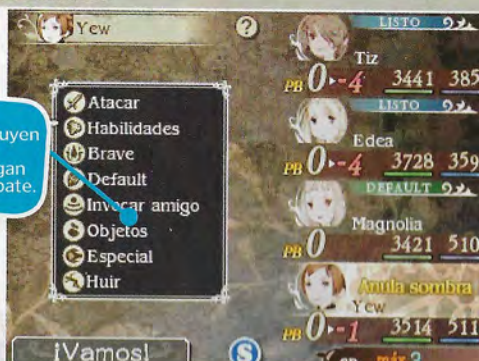 Yew
?
LISTO
Tiz
PB 0 ▸ -4 3441 385
LISTO
Edea
PB 0 ▸ -4 3728 359
DEFAULT
Magnolia
PB 0 3421 510
Anula sombra
Yew
PB 0 ▸ -1 3514 511
Atacar
Habilidades
Brave
Default
Invocar amigo
Objetos
Especial
Huir
uyen
gan
bate.
¡Vamos!
S
máx 3